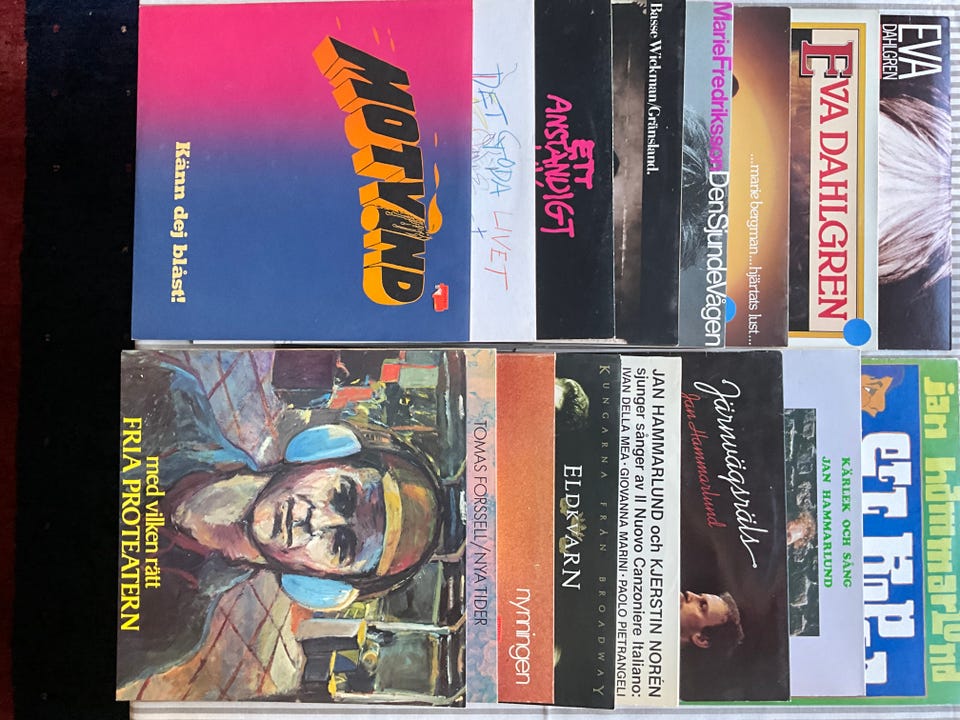 MOTVIND
Känn dej blåst!
DET STORA LIVET
ETT
ANSTÄNDIGT
Basse Wickman/Gränsland.
MarieFredriksson
DenSjundeVågen
...marie bergman...hjärtats lust...
EVA DAHLGREN
EVA
DAHLGREN
med vilken rätt
FRIA PROTEATERN
TOMAS FORSSELL/NYA TIDER
nynningen
ELDKVARN
KUNGARNA FRÅN BROADWAY
JAN HAMMARLUND och KJERSTIN NORÉN
sjunger sånger av Il Nuovo Canzoniere Italiano:
IVAN DELLA MEA · GIOVANNA MARINI · PAOLO PIETRANGELI
Järnvägsräls
Jan Hammarlund
KÄRLEK OCH SÅNG
JAN HAMMARLUND
jan hammarlund